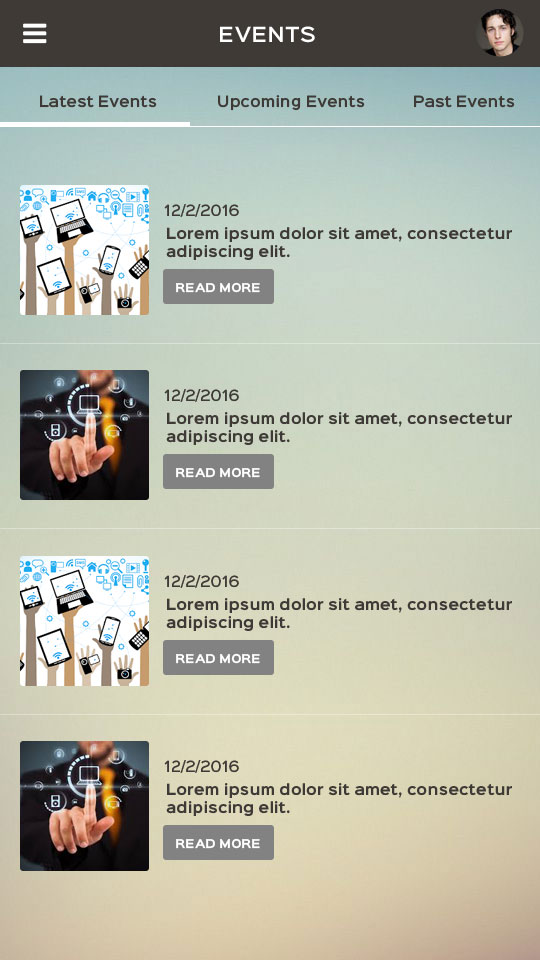 EVENTS
Latest Events Upcoming Events Past Events
12/2/2016
Lorem ipsum dolor sit amet, consectetur
adipiscing elit.
READ MORE
12/2/2016
Lorem ipsum dolor sit amet, consectetur
adipiscing elit.
READ MORE
12/2/2016
Lorem ipsum dolor sit amet, consectetur
adipiscing elit.
READ MORE
12/2/2016
Lorem ipsum dolor sit amet, consectetur
adipiscing elit.
READ MORE